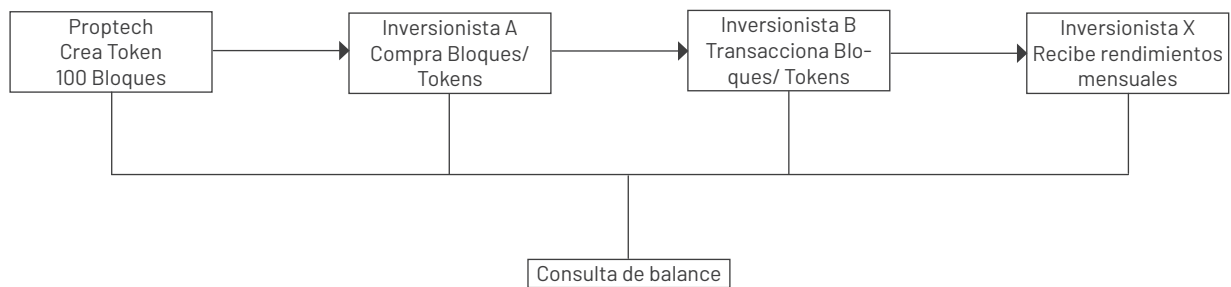 Proptech
Crea Token
100 Bloques
Inversionista A
Compra Bloques/
Tokens
Inversionista B
Transacciona Blo-
ques/ Tokens
Inversionista X
Recibe rendimientos
mensuales
Consulta de balance